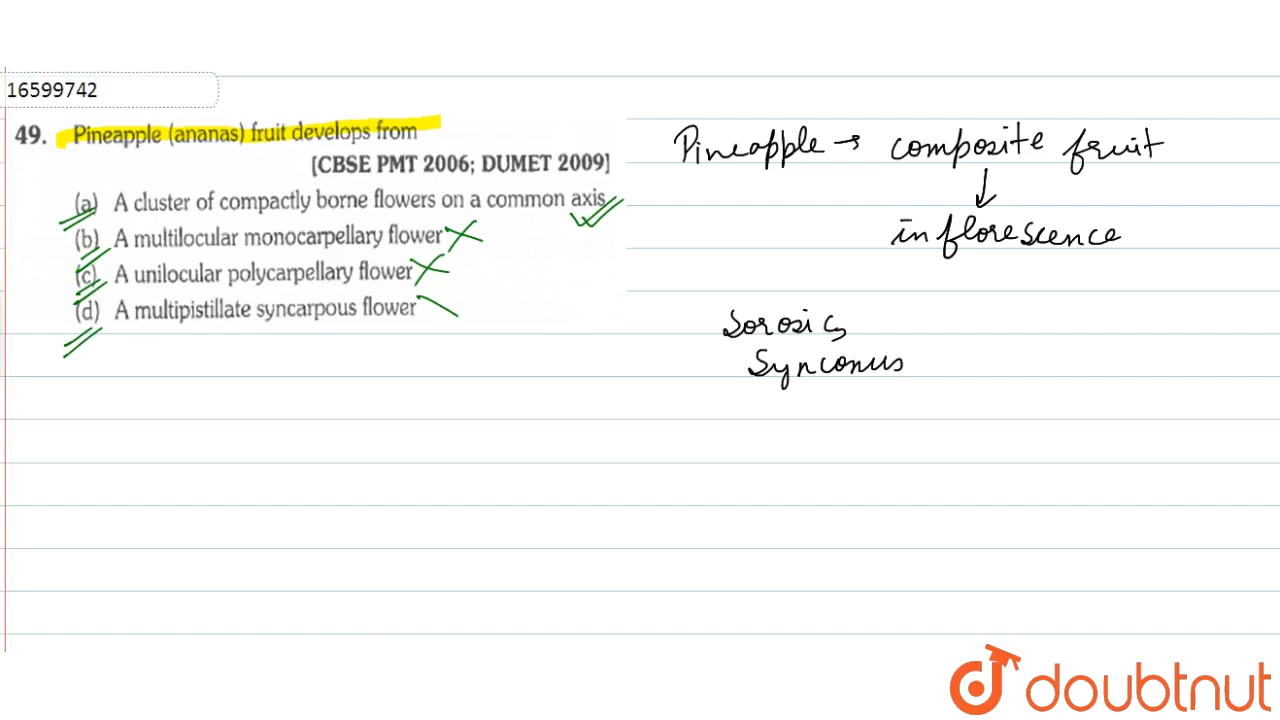 16599742
49. Pineapple (ananas) fruit develops from
[CBSE PMT 2006; DUMET 2009]
(a) A cluster of compactly borne flowers on a common axis
(b) A multilocular monocarpellary flower
(c) A unilocular polycarpellary flower
(d) A multipistillate syncarpous flower
Pineapple → composite fruit
↓
inflorescence
Sorosis
Synconus
doubtnut